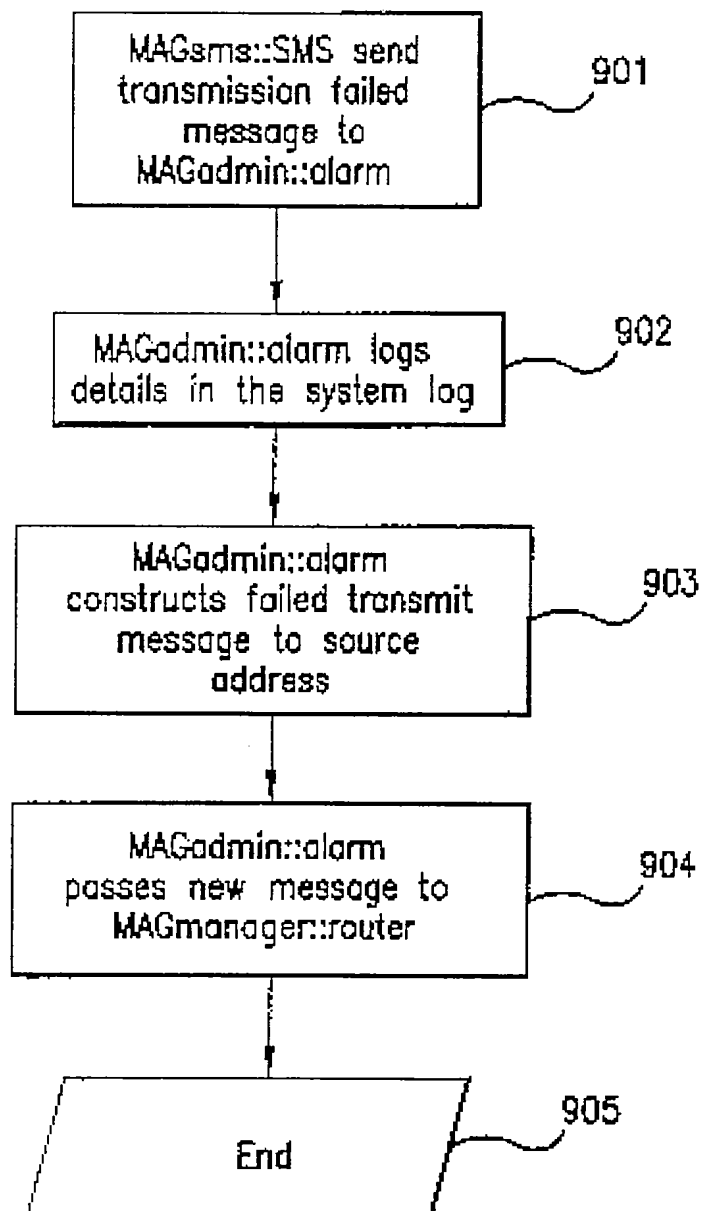 MAGsms::SMS send
transmission failed
message to
MAGadmin::alarm
901
MAGadmin::alarm logs
details in the system log
902
MAGadmin::alarm
constructs failed transmit
message to source
address
903
MAGadmin::alarm
passes new message to
MAGmanager::router
904
End
905